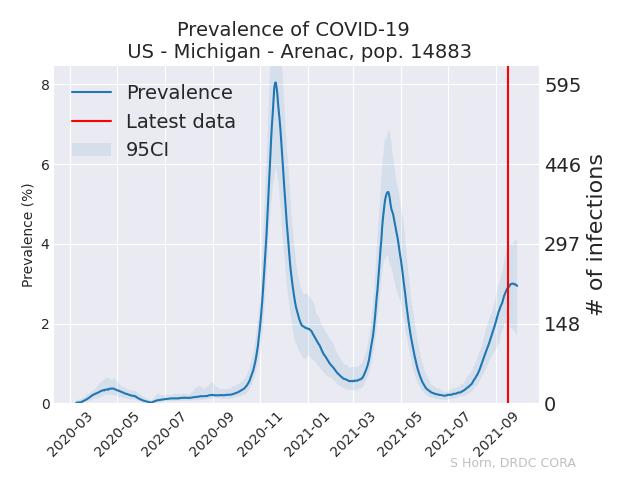 Prevalence of COVID-19
US - Michigan - Arenac, pop. 14883
Prevalence
Latest data
95CI
Prevalence (%)
8
6
4
2
0
595
446
297
148
0
# of infections
2020-03
2020-05
2020-07
2020-09
2020-11
2021-01
2021-03
2021-05
2021-07
2021-09
S Horn, DRDC CORA